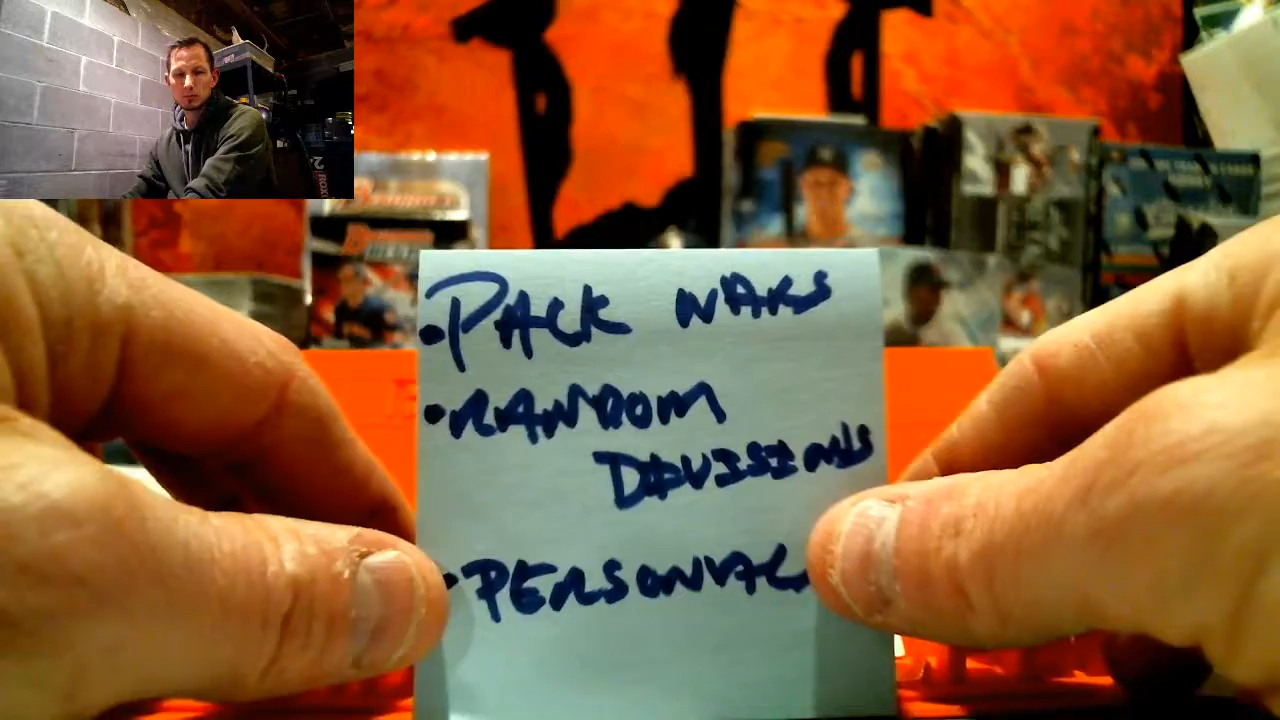 • PACK WARS
• RANDOM
DIVISIONS
• PERSONAL